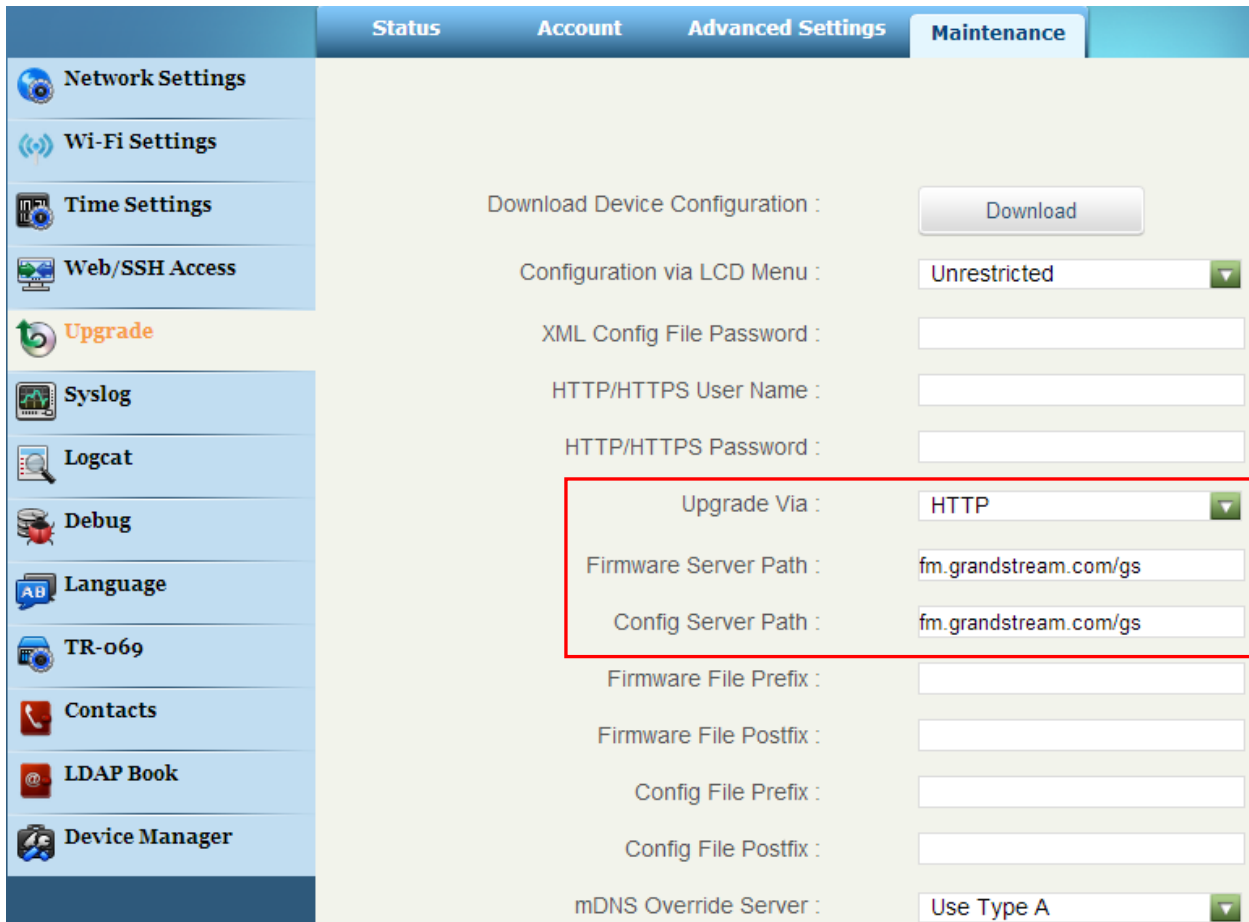 Status Account Advanced Settings Maintenance
Network Settings
Wi-Fi Settings
Time Settings
Web/SSH Access
Upgrade
Syslog
Logcat
Debug
Language
TR-069
Contacts
LDAP Book
Device Manager
Download Device Configuration : Download
Configuration via LCD Menu : Unrestricted
XML Config File Password :
HTTP/HTTPS User Name :
HTTP/HTTPS Password :
Upgrade Via : HTTP
Firmware Server Path : fm.grandstream.com/gs
Config Server Path : fm.grandstream.com/gs
Firmware File Prefix :
Firmware File Postfix :
Config File Prefix :
Config File Postfix :
mDNS Override Server : Use Type A